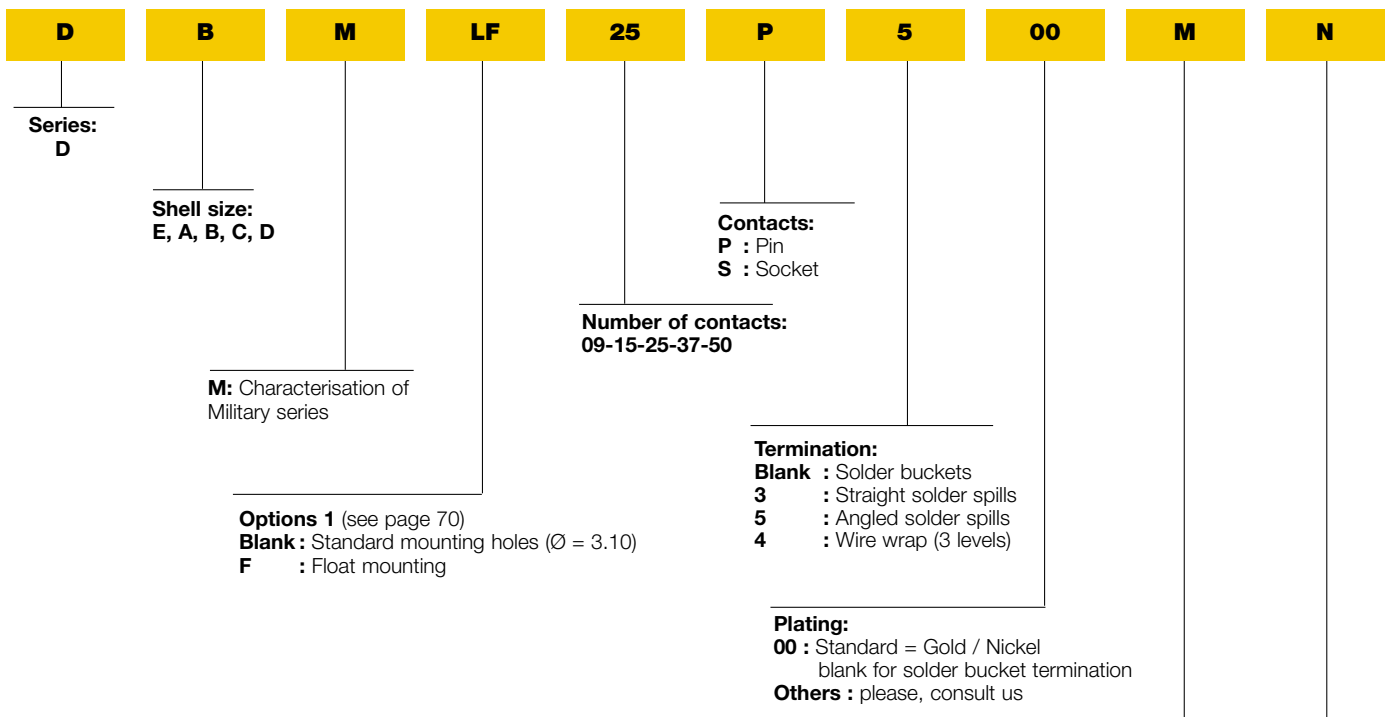 D B M LF 25 P 5 00 M N
Series:
D
Shell size:
E, A, B, C, D
Contacts:
P : Pin
S : Socket
Number of contacts:
09-15-25-37-50
M: Characterisation of
Military series
Termination:
Blank : Solder buckets
3 : Straight solder spills
5 : Angled solder spills
4 : Wire wrap (3 levels)
Options 1 (see page 70)
Blank : Standard mounting holes (Ø = 3.10)
F : Float mounting
Plating:
00 : Standard = Gold / Nickel
blank for solder bucket termination
Others : please, consult us